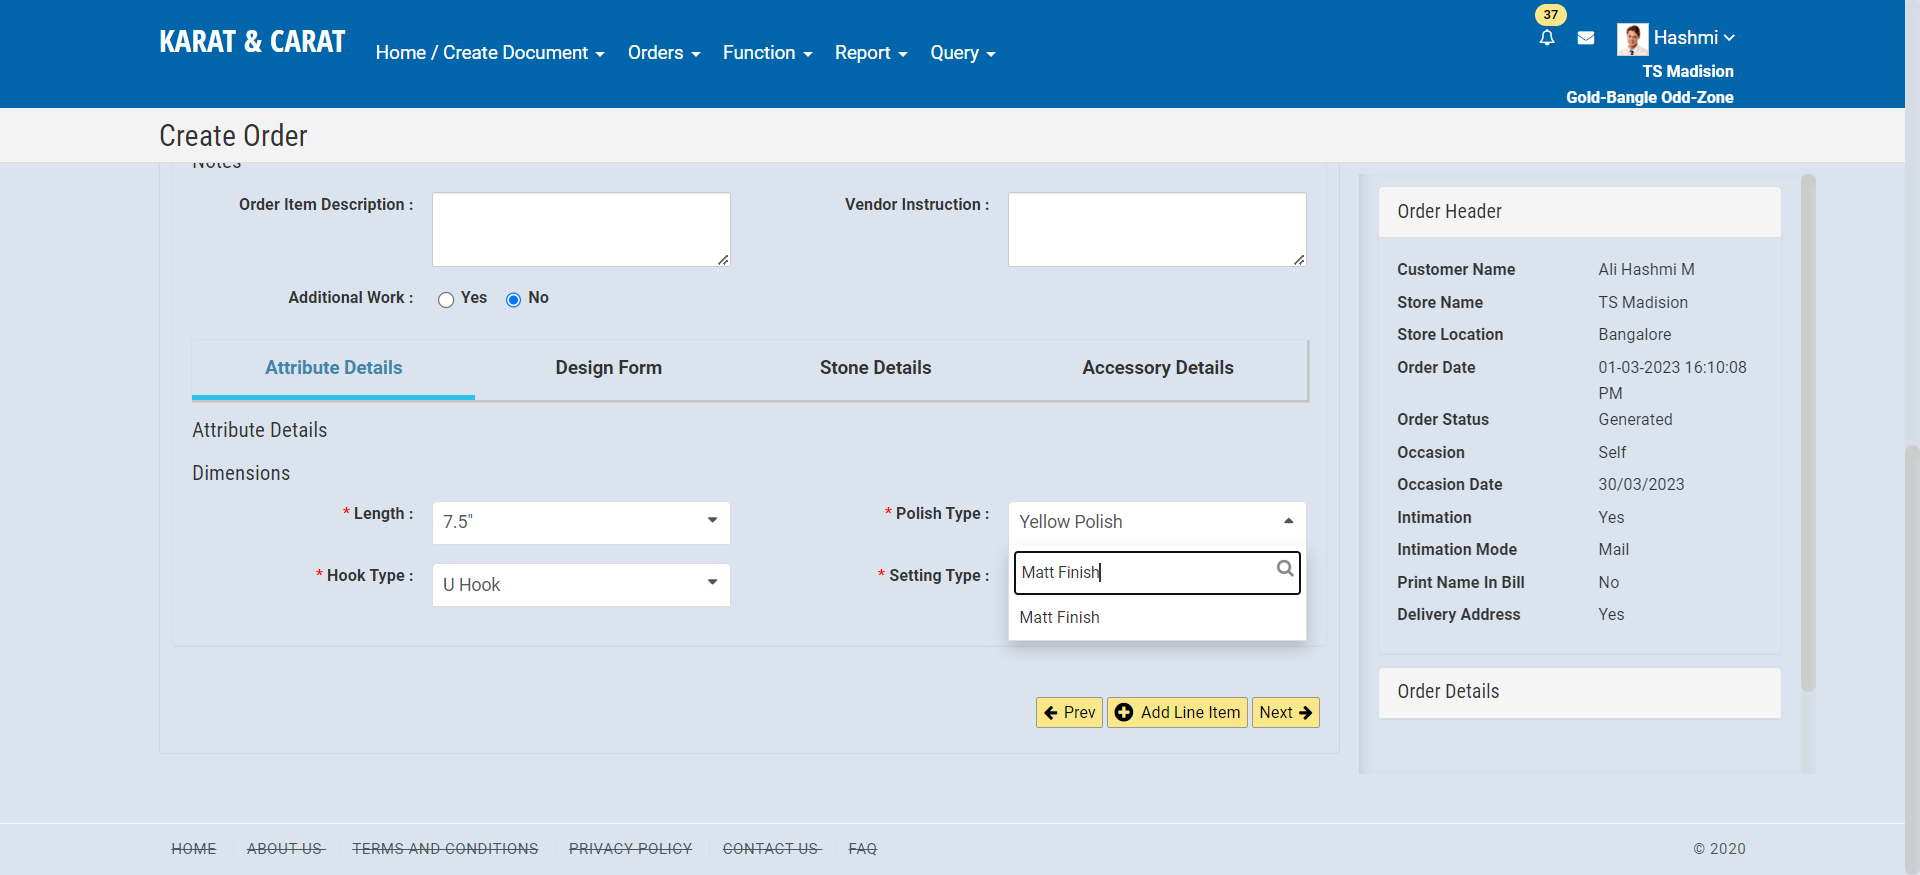 KARAT & CARAT
Home / Create Document
Orders
Function
Report
Query
37
Hashmi
TS Madision
Gold-Bangle Odd-Zone
Create Order
Notes
Order Item Description :
Vendor Instruction :
Additional Work :
Yes
No
Attribute Details
Design Form
Stone Details
Accessory Details
Attribute Details
Dimensions
* Length :
7.5"
* Polish Type :
Yellow Polish
* Hook Type :
U Hook
* Setting Type :
Matt Finish
Matt Finish
Prev
Add Line Item
Next
Order Header
Customer Name
Ali Hashmi M
Store Name
TS Madision
Store Location
Bangalore
Order Date
01-03-2023 16:10:08
PM
Order Status
Generated
Occasion
Self
Occasion Date
30/03/2023
Intimation
Yes
Intimation Mode
Mail
Print Name In Bill
No
Delivery Address
Yes
Order Details
HOME
ABOUT US
TERMS AND CONDITIONS
PRIVACY POLICY
CONTACT US
FAQ
© 2020